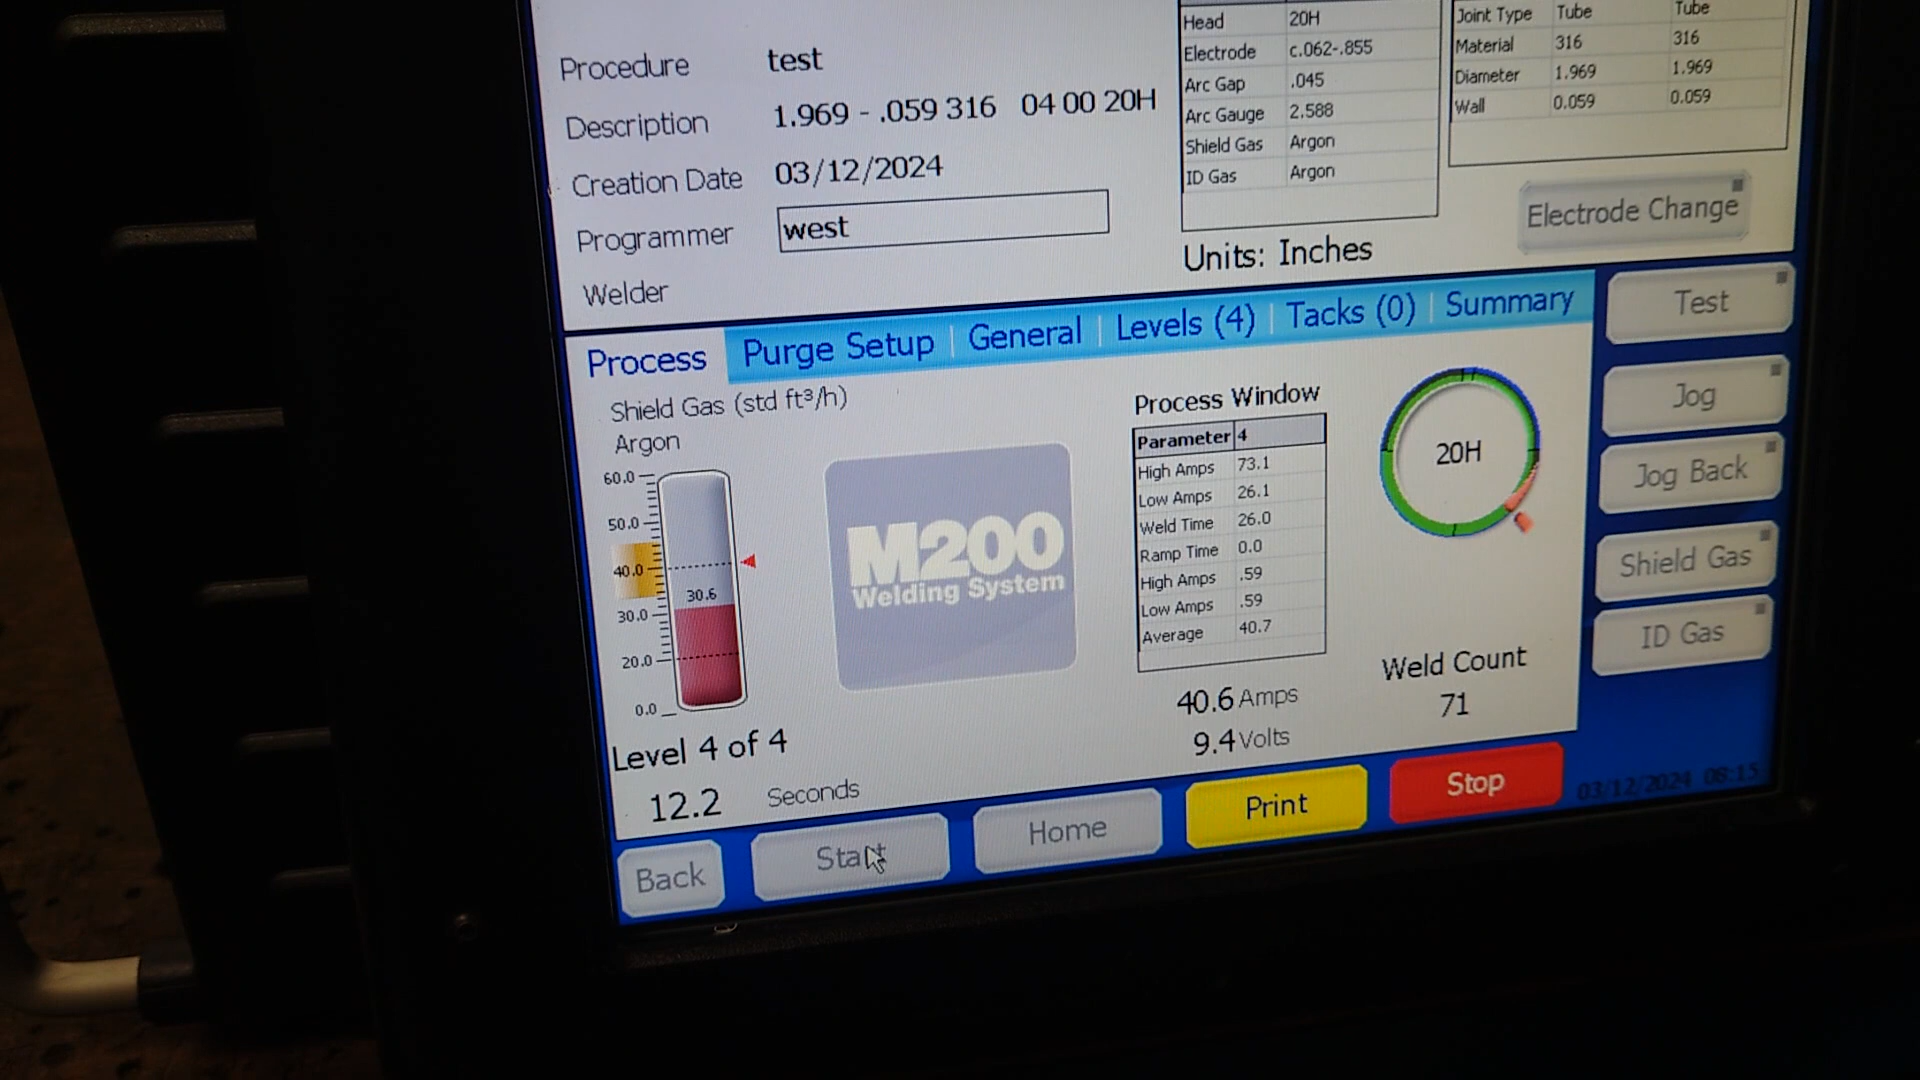 Procedure test
Description 1.969 - .059 316 04 00 20H
Creation Date 03/12/2024
Programmer west
Welder
Head 20H
Electrode c.062-.855
Arc Gap .045
Arc Gauge 2.588
Shield Gas Argon
ID Gas Argon
Units: Inches
Joint Type Tube Tube
Material 316 316
Diameter 1.969 1.969
Wall 0.059 0.059
Electrode Change
Process Purge Setup General Levels (4) Tacks (0) Summary
Shield Gas (std ft³/h)
Argon
60.0
50.0
40.0
30.6
30.0
20.0
0.0
M200
Welding System
Process Window
Parameter 4
High Amps 73.1
Low Amps 26.1
Weld Time 26.0
Ramp Time 0.0
High Amps .59
Low Amps .59
Average 40.7
20H
40.6 Amps
9.4 Volts
Weld Count
71
Level 4 of 4
12.2 Seconds
Test
Jog
Jog Back
Shield Gas
ID Gas
Back Start Home Print Stop
03/12/2024 08:15